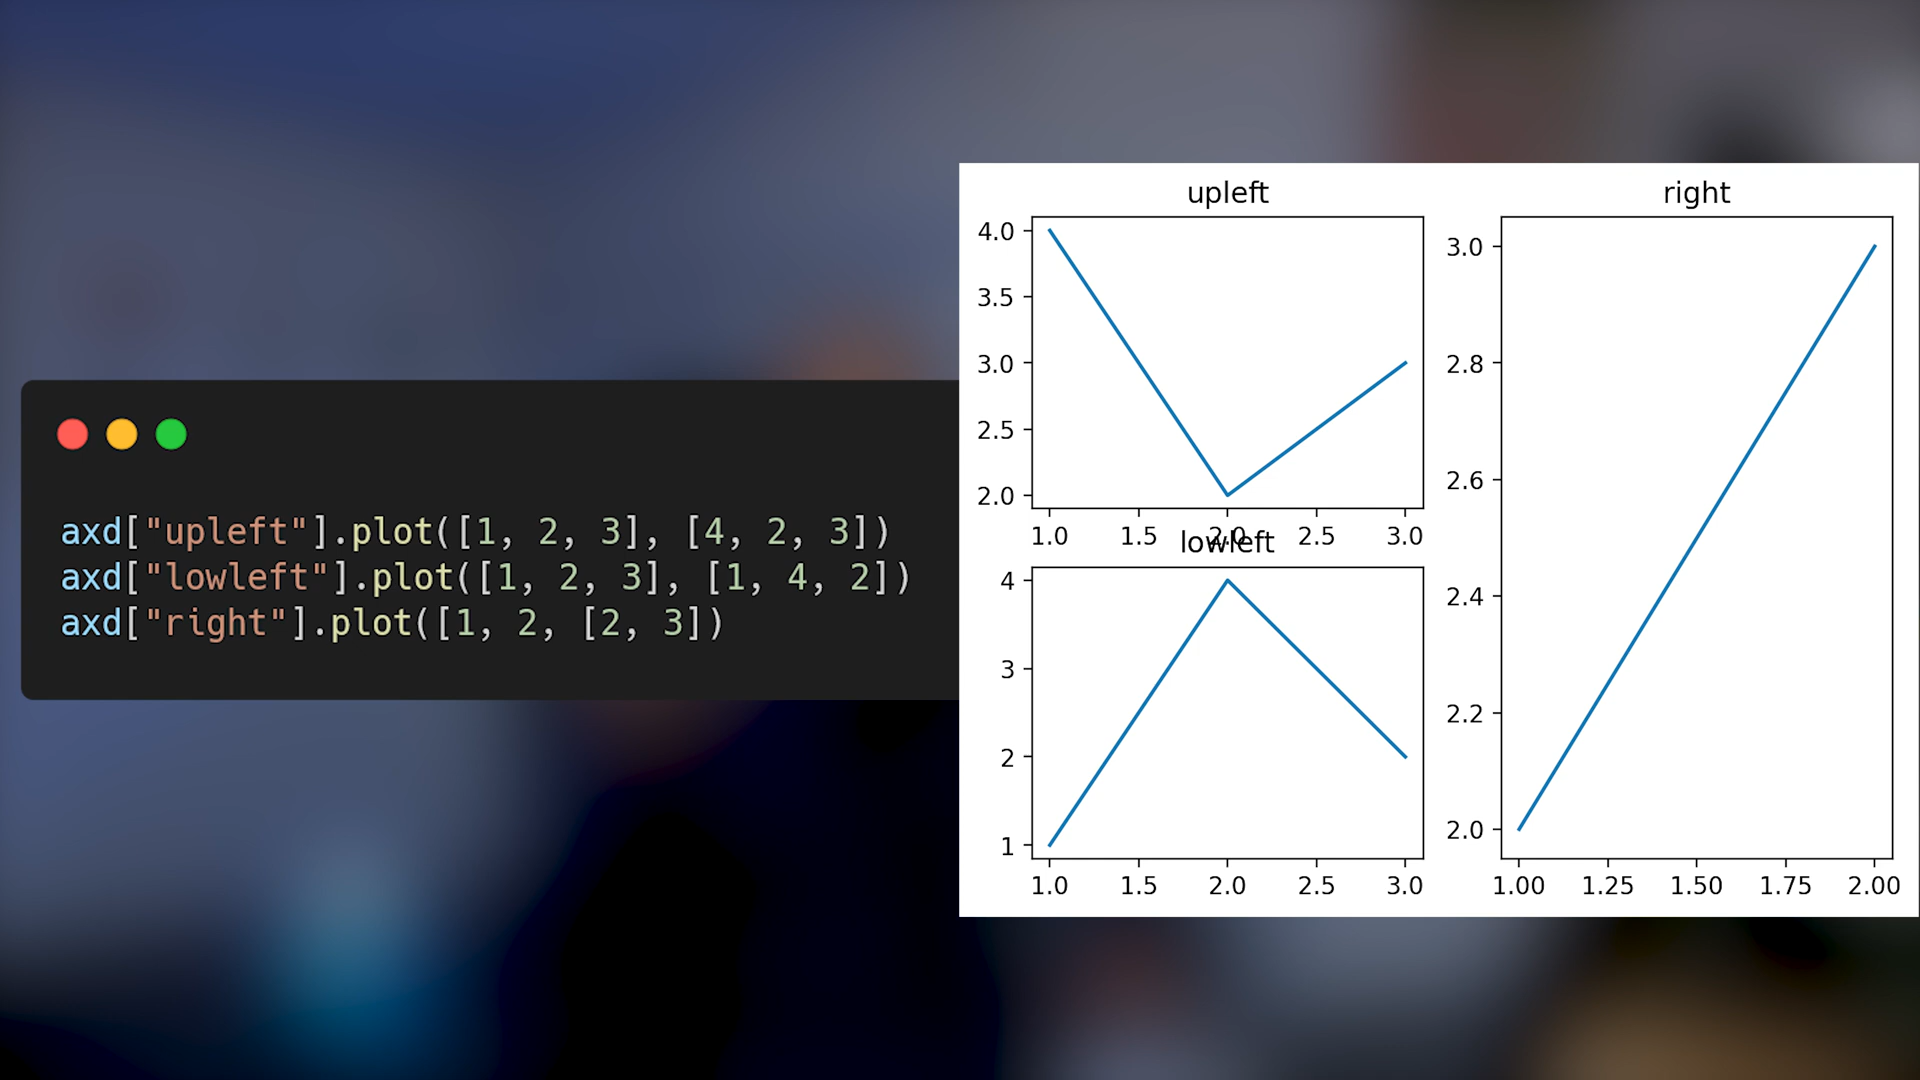 axd["upleft"].plot([1, 2, 3], [4, 2, 3])
axd["lowleft"].plot([1, 2, 3], [1, 4, 2])
axd["right"].plot([1, 2, [2, 3])
upleft
4.0
3.5
3.0
2.5
2.0
1.0 1.5 2.0 2.5 3.0
lowleft
4
3
2
1
1.0 1.5 2.0 2.5 3.0
right
3.0
2.8
2.6
2.4
2.2
2.0
1.00 1.25 1.50 1.75 2.00